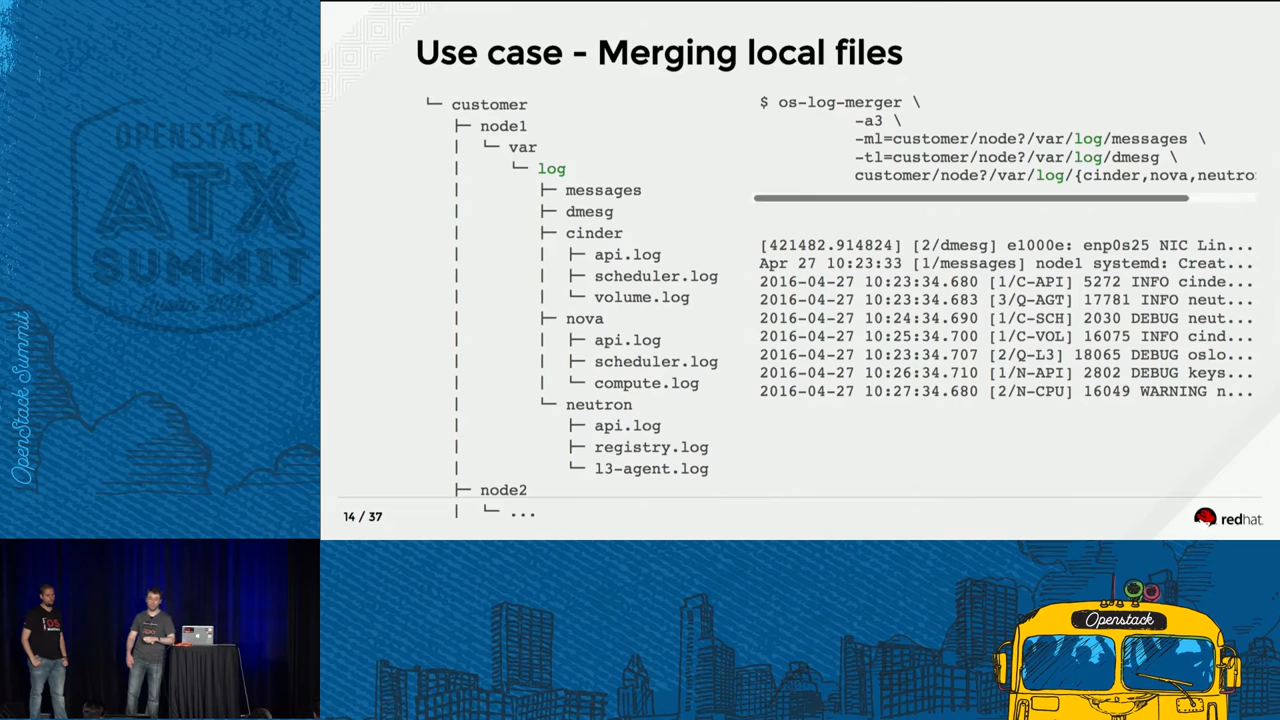 Use case - Merging local files
└─ customer
├─ node1
│ └─ var
│ └─ log
│ ├─ messages
│ ├─ dmesg
│ ├─ cinder
│ │ ├─ api.log
│ │ ├─ scheduler.log
│ │ └─ volume.log
│ ├─ nova
│ │ ├─ api.log
│ │ ├─ scheduler.log
│ │ └─ compute.log
│ └─ neutron
│ ├─ api.log
│ ├─ registry.log
│ └─ l3-agent.log
├─ node2
│ └─ ...
$ os-log-merger \
-a3 \
-ml=customer/node?/var/log/messages \
-tl=customer/node?/var/log/dmesg \
customer/node?/var/log/{cinder,nova,neutro
[421482.914824] [2/dmesg] e1000e: enp0s25 NIC Lin...
Apr 27 10:23:33 [1/messages] node1 systemd: Creat...
2016-04-27 10:23:34.680 [1/C-API] 5272 INFO cinde...
2016-04-27 10:23:34.683 [3/Q-AGT] 17781 INFO neut...
2016-04-27 10:24:34.690 [1/C-SCH] 2030 DEBUG neut...
2016-04-27 10:25:34.700 [1/C-VOL] 16075 INFO cind...
2016-04-27 10:23:34.707 [2/Q-L3] 18065 DEBUG oslo...
2016-04-27 10:26:34.710 [1/N-API] 2802 DEBUG keys...
2016-04-27 10:27:34.680 [2/N-CPU] 16049 WARNING n...
14 / 37
redhat.
OPENSTACK
ATX
SUMMIT
Austin 2016
OpenStack Summit
Openstack